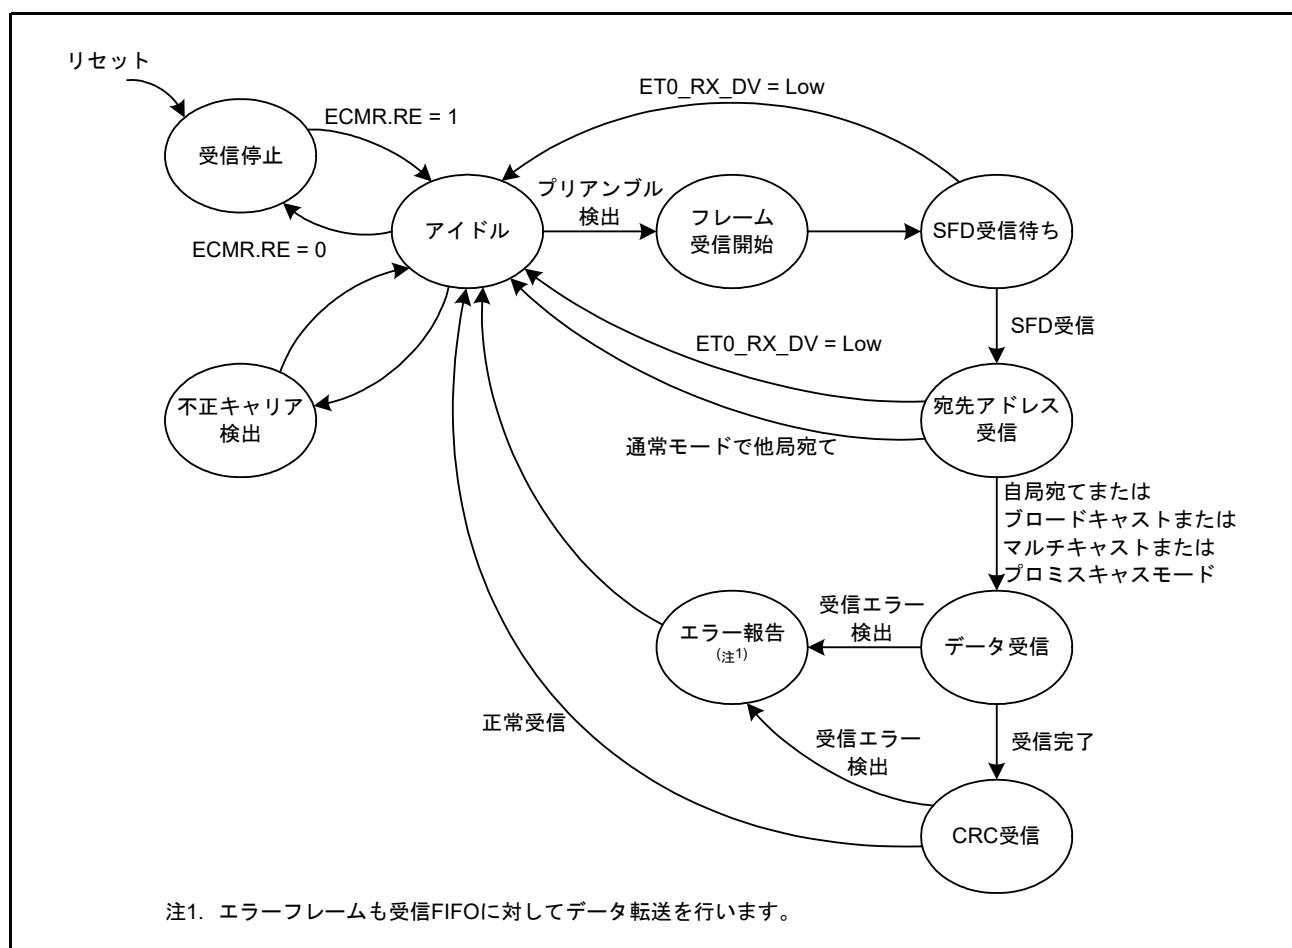 リセット
ECMR.RE = 1
ET0_RX_DV = Low
受信停止
プリアンブル
検出
アイドル
フレーム
受信開始
SFD受信待ち
ECMR.RE = 0
SFD受信
ET0_RX_DV = Low
不正キャリア
検出
宛先アドレス
受信
通常モードで他局宛て
自局宛てまたは
ブロードキャストまたは
マルチキャストまたは
プロミスキャスモード
受信エラー
検出
エラー報告
(注1)
データ受信
正常受信
受信エラー
検出
受信完了
CRC受信
注1. エラーフレームも受信FIFOに対してデータ転送を行います。